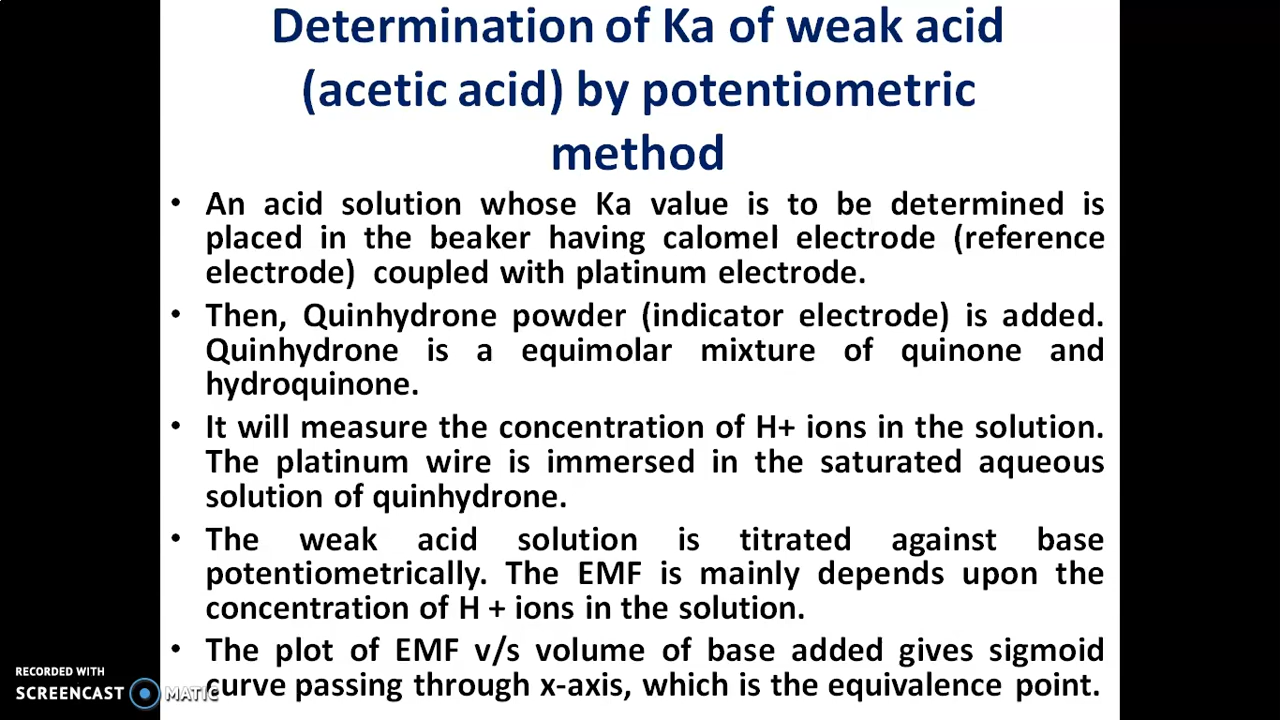 Determination of Ka of weak acid
(acetic acid) by potentiometric
method
• An acid solution whose Ka value is to be determined is
placed in the beaker having calomel electrode (reference
electrode) coupled with platinum electrode.
• Then, Quinhydrone powder (indicator electrode) is added.
Quinhydrone is a equimolar mixture of quinone and
hydroquinone.
• It will measure the concentration of H+ ions in the solution.
The platinum wire is immersed in the saturated aqueous
solution of quinhydrone.
• The weak acid solution is titrated against base
potentiometrically. The EMF is mainly depends upon the
concentration of H + ions in the solution.
• The plot of EMF v/s volume of base added gives sigmoid
curve passing through x-axis, which is the equivalence point.
RECORDED WITH
SCREENCAST MATIC